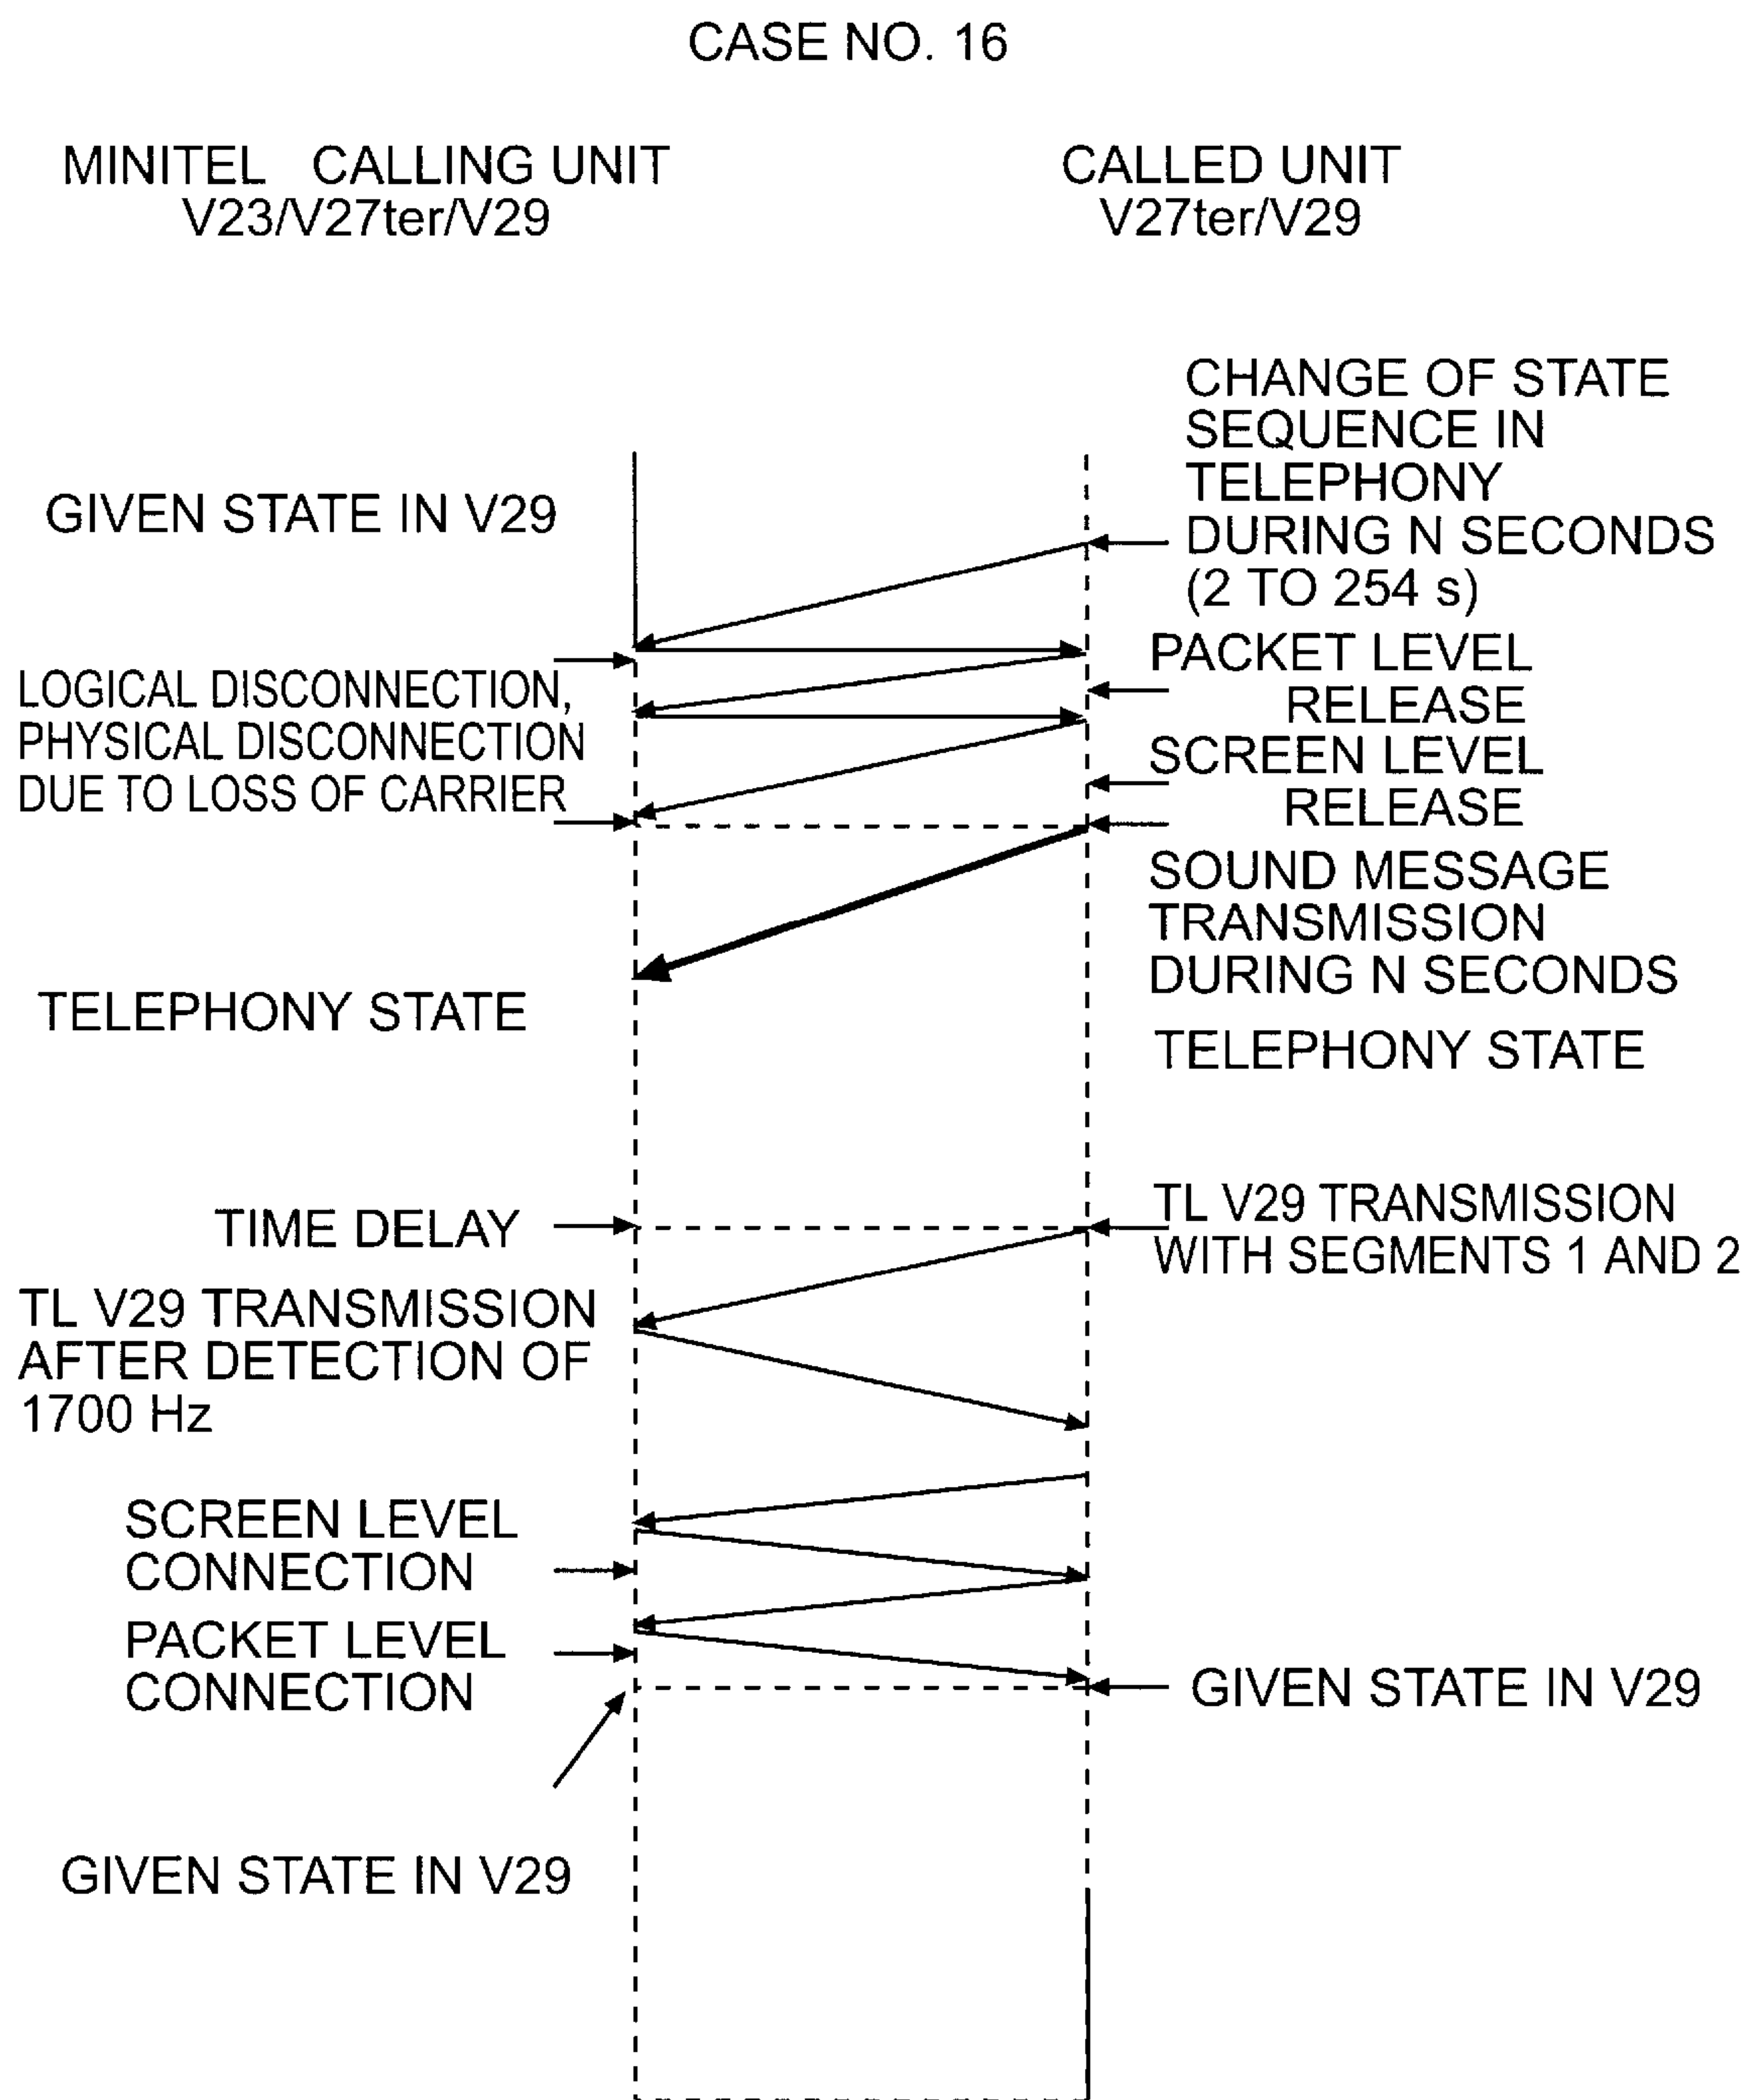 CASE NO. 16
MINITEL CALLING UNIT
V23/V27ter/V29
CALLED UNIT
V27ter/V29
CHANGE OF STATE
SEQUENCE IN
TELEPHONY
DURING N SECONDS
(2 TO 254 s)
GIVEN STATE IN V29
PACKET LEVEL
RELEASE
LOGICAL DISCONNECTION,
PHYSICAL DISCONNECTION
DUE TO LOSS OF CARRIER
SCREEN LEVEL
RELEASE
SOUND MESSAGE
TRANSMISSION
DURING N SECONDS
TELEPHONY STATE
TELEPHONY STATE
TIME DELAY
TL V29 TRANSMISSION
WITH SEGMENTS 1 AND 2
TL V29 TRANSMISSION
AFTER DETECTION OF
1700 Hz
SCREEN LEVEL
CONNECTION
PACKET LEVEL
CONNECTION
GIVEN STATE IN V29
GIVEN STATE IN V29